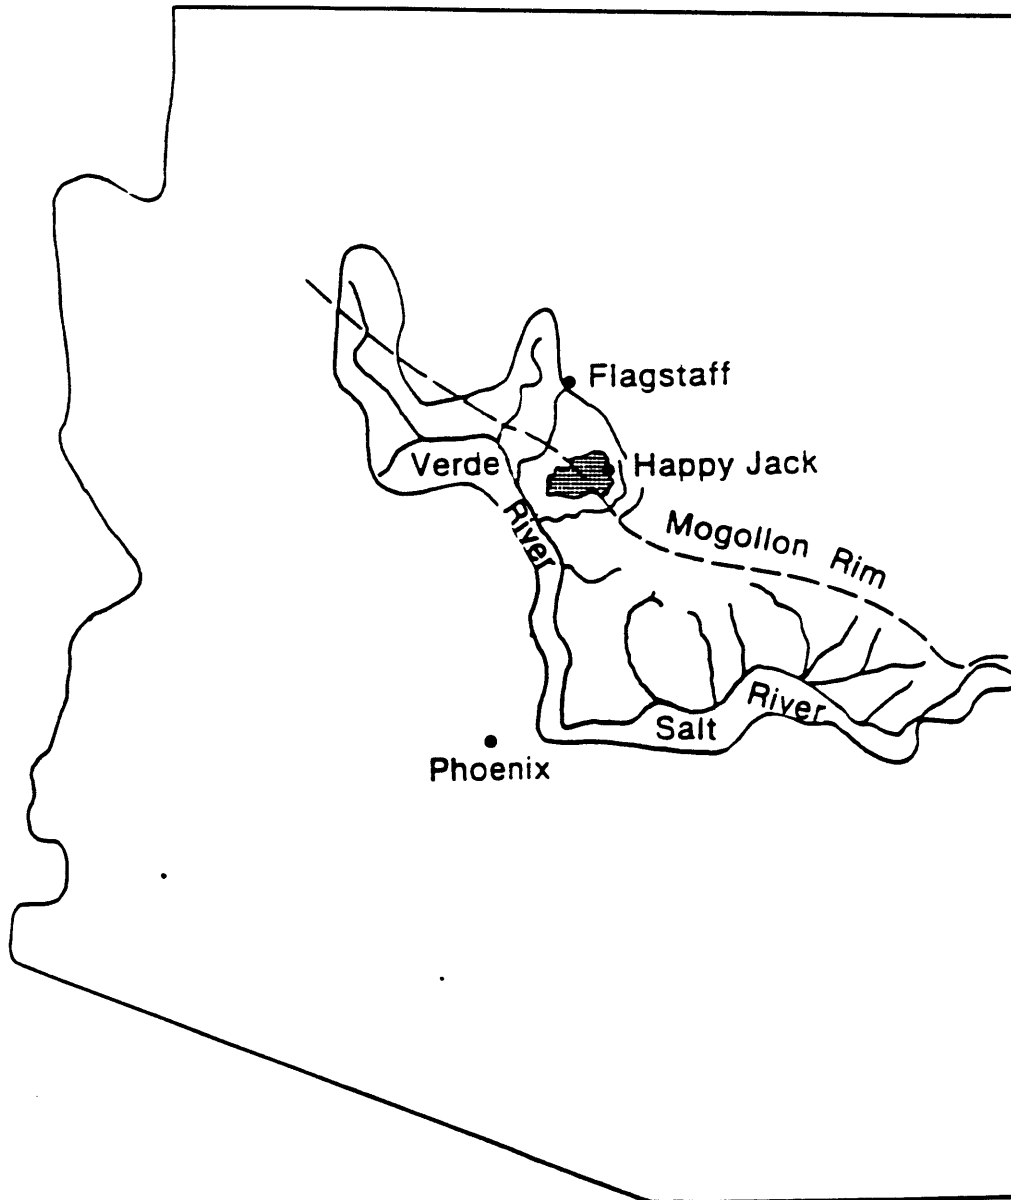 Flagstaff
Happy Jack
Verde
River
Mogollon Rim
River
Salt
Phoenix